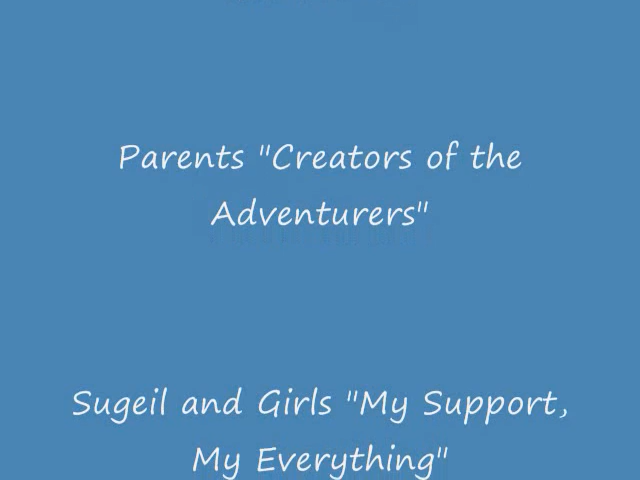 Parents "Creators of the
Adventurers"
Sugeil and Girls "My Support,
My Everything"